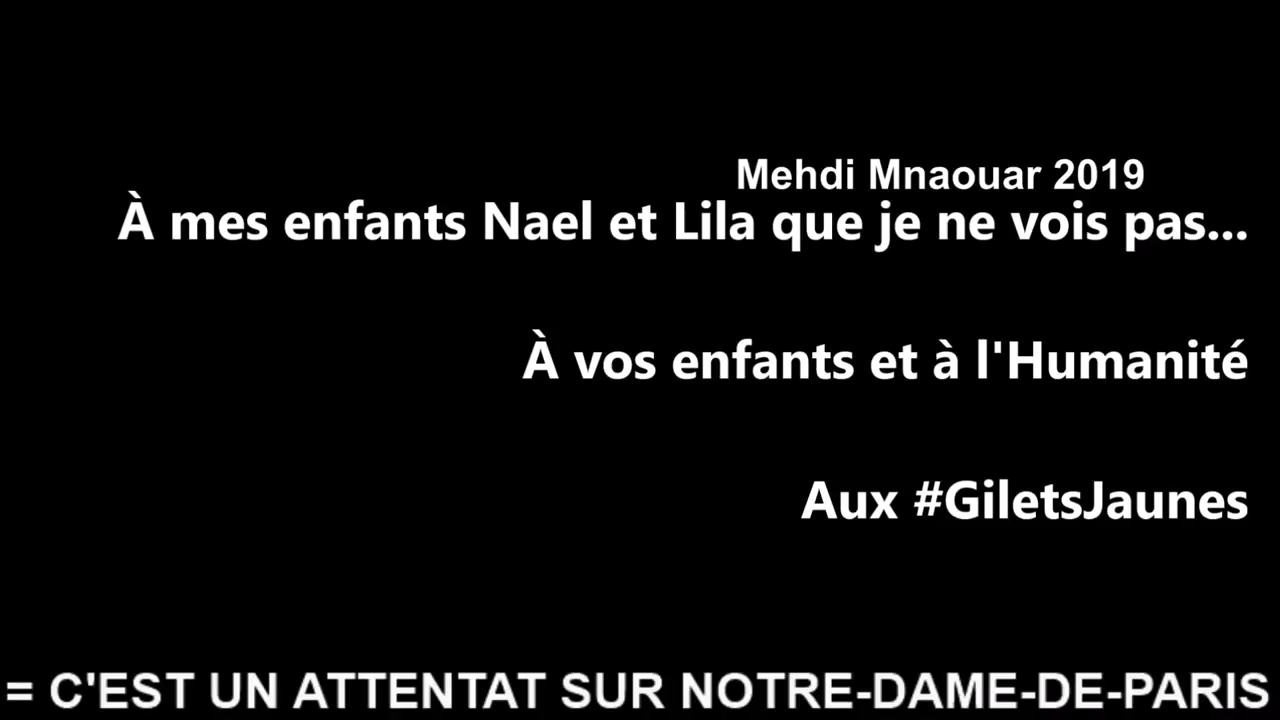 Mehdi Mnaouar 2019
À mes enfants Nael et Lila que je ne vois pas...
À vos enfants et à l'Humanité
Aux #GiletsJaunes
= C'EST UN ATTENTAT SUR NOTRE-DAME-DE-PARIS